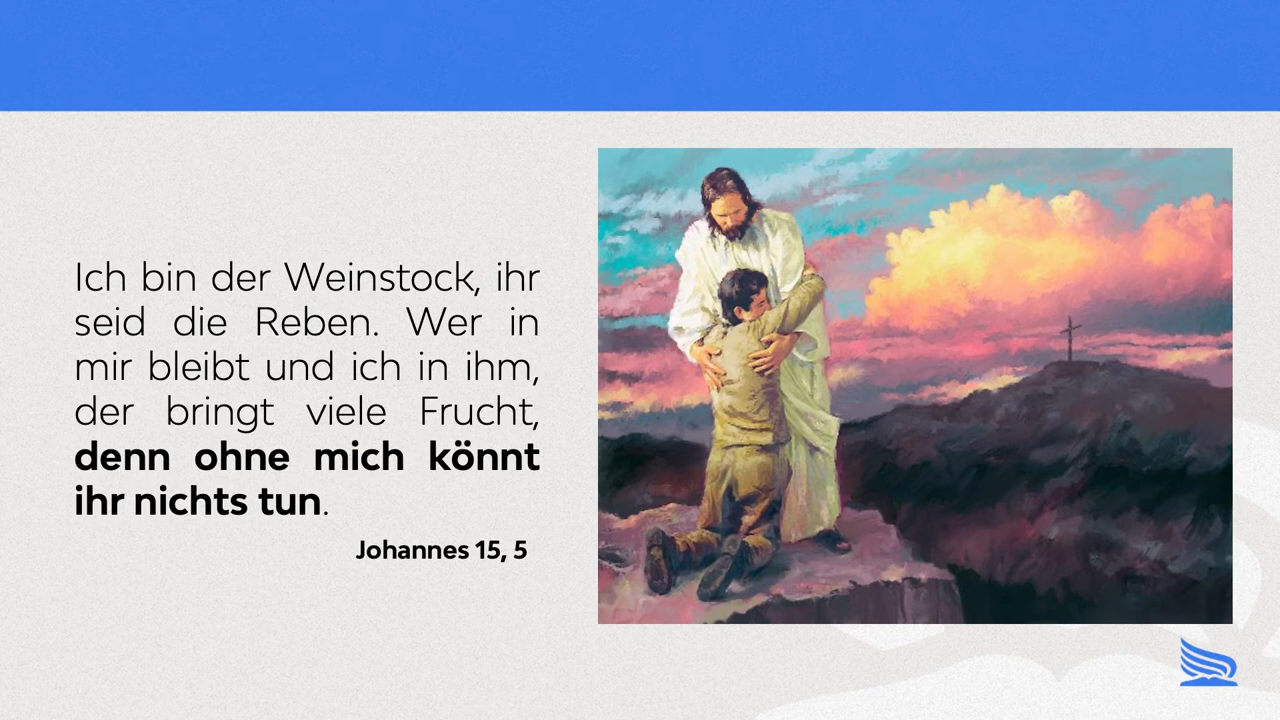 Ich bin der Weinstock, ihr
seid die Reben. Wer in
mir bleibt und ich in ihm,
der bringt viele Frucht,
denn ohne mich könnt
ihr nichts tun.
Johannes 15, 5